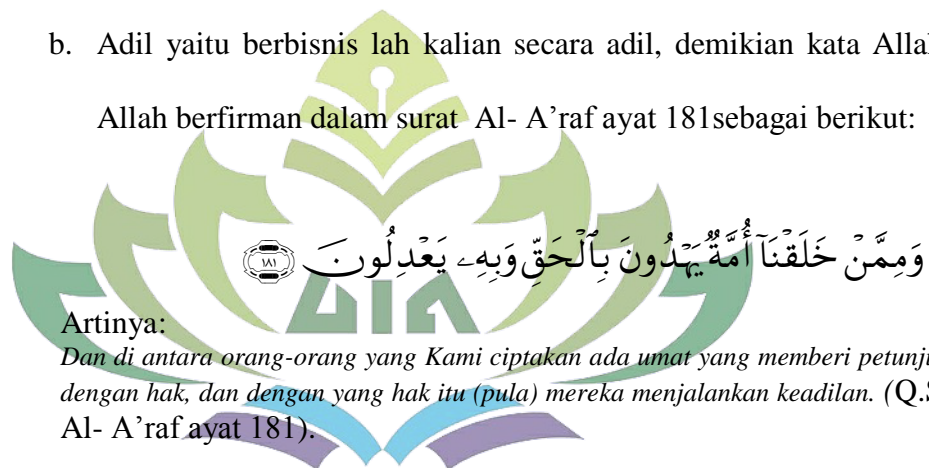 b. Adil yaitu berbisnis lah kalian secara adil, demikian kata Alla
Allah berfirman dalam surat Al- A’raf ayat 181sebagai berikut:
وَمِمَّنْ خَلَقْنَآ أُمَّةٌ يَهْدُونَ بِٱلْحَقِّ وَبِهِۦ يَعْدِلُونَ ١٨١
Artinya:
Dan di antara orang-orang yang Kami ciptakan ada umat yang memberi petunj
dengan hak, dan dengan yang hak itu (pula) mereka menjalankan keadilan. (Q.S
Al- A’raf ayat 181).